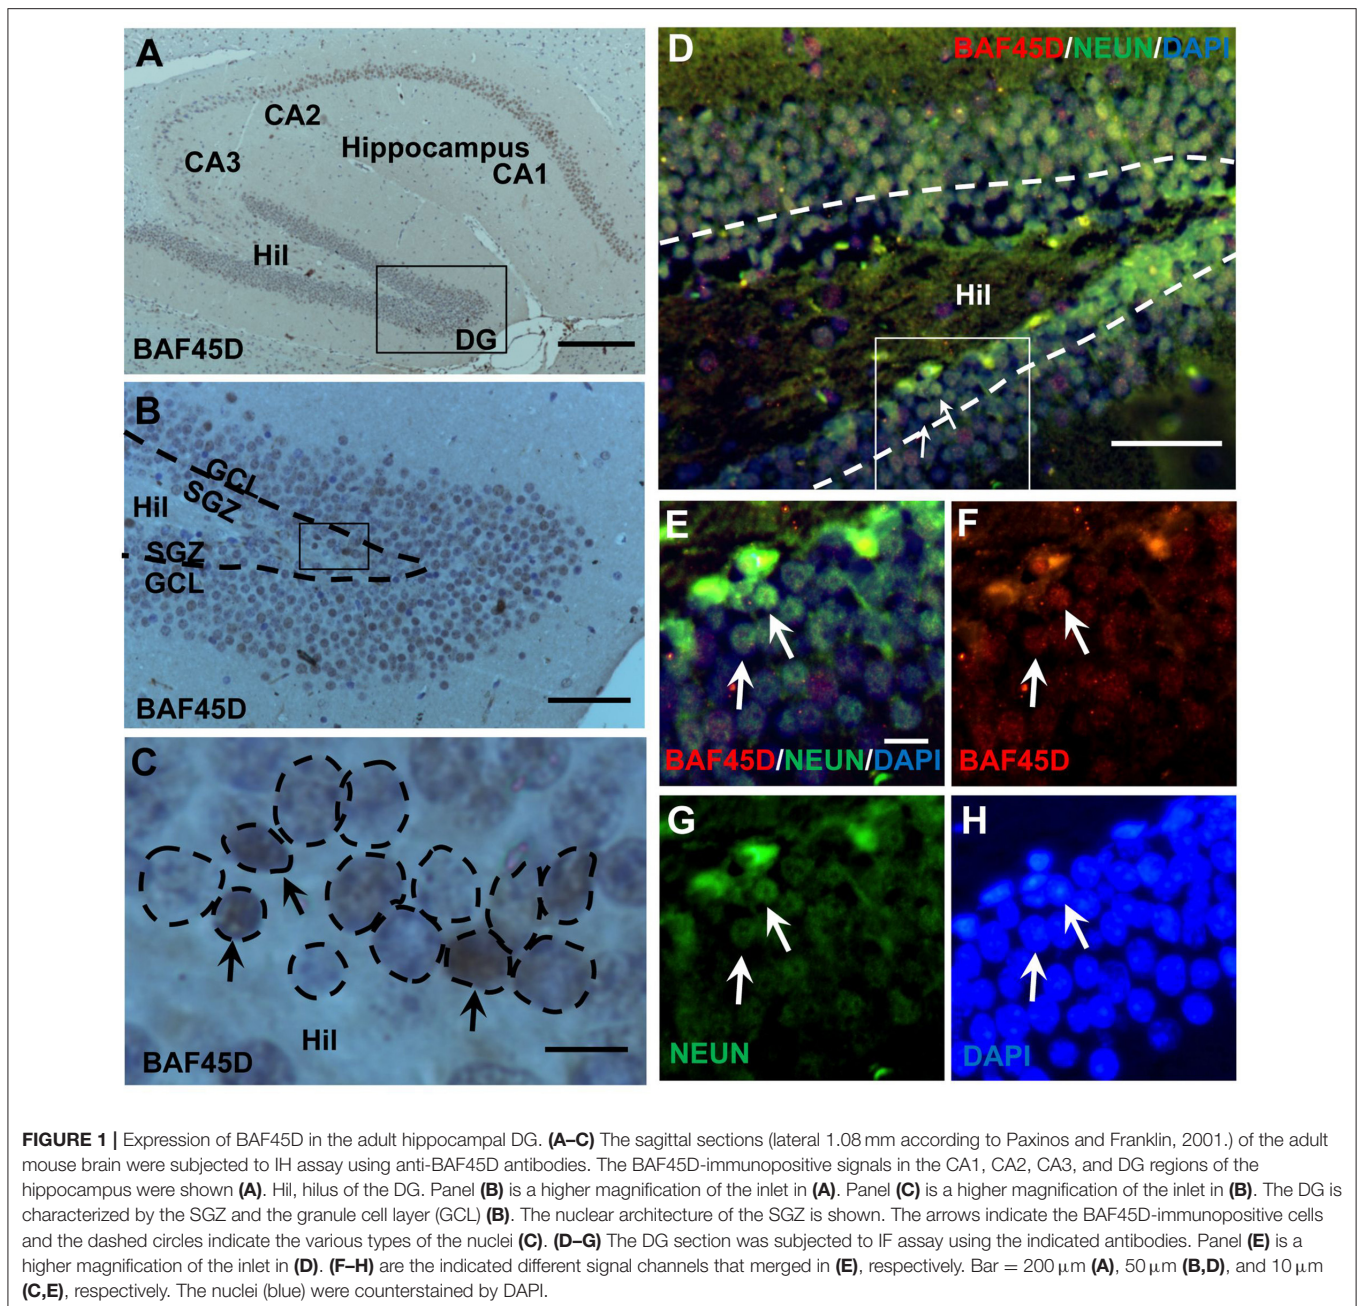 A
CA2
Hippocampus
CA3
CA1
Hil
DG
BAF45D
B
GCL
SGZ
Hil
SGZ
GCL
BAF45D
C
Hil
BAF45D
D
BAF45D/NEUN/DAPI
Hil
E
BAF45D/NEUN/DAPI
F
BAF45D
G
NEUN
H
DAPI
FIGURE 1 | Expression of BAF45D in the adult hippocampal DG. (A–C) The sagittal sections (lateral 1.08 mm according to Paxinos and Franklin, 2001.) of the adult
mouse brain were subjected to IH assay using anti-BAF45D antibodies. The BAF45D-immunopositive signals in the CA1, CA2, CA3, and DG regions of the
hippocampus were shown (A). Hil, hilus of the DG. Panel (B) is a higher magnification of the inlet in (A). Panel (C) is a higher magnification of the inlet in (B). The DG is
characterized by the SGZ and the granule cell layer (GCL) (B). The nuclear architecture of the SGZ is shown. The arrows indicate the BAF45D-immunopositive cells
and the dashed circles indicate the various types of the nuclei (C). (D–G) The DG section was subjected to IF assay using the indicated antibodies. Panel (E) is a
higher magnification of the inlet in (D). (F–H) are the indicated different signal channels that merged in (E), respectively. Bar = 200 µm (A), 50 µm (B,D), and 10 µm
(C,E), respectively. The nuclei (blue) were counterstained by DAPI.